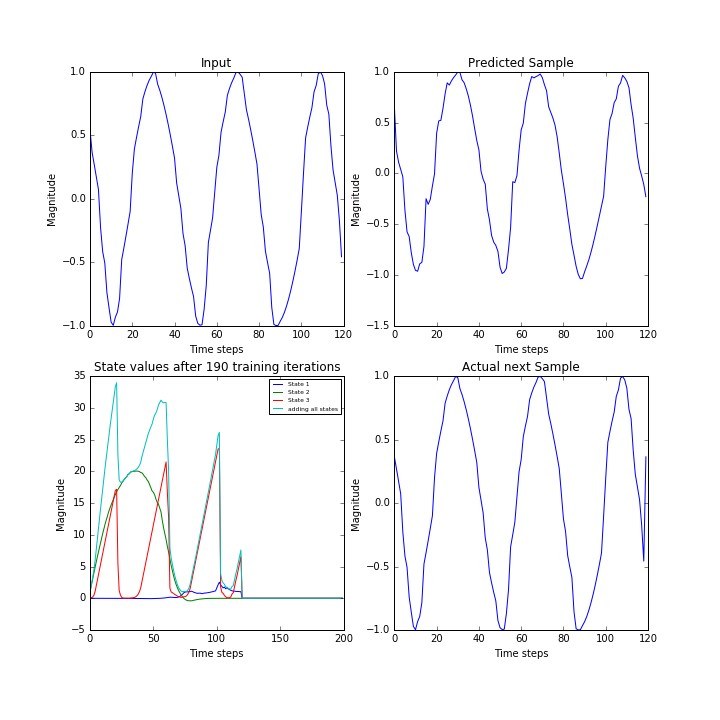 Input
Magnitude
1.0
0.5
0.0
−0.5
−1.0
0 20 40 60 80 100 120
Time steps
Predicted Sample
Magnitude
1.0
0.5
0.0
−0.5
−1.0
−1.5
0 20 40 60 80 100 120
Time steps
State values after 190 training iterations
Magnitude
35
30
25
20
15
10
5
0
−5
0 50 100 150 200
Time steps
State 1
State 2
State 3
adding all states
Actual next Sample
Magnitude
1.0
0.5
0.0
−0.5
−1.0
0 20 40 60 80 100 120
Time steps